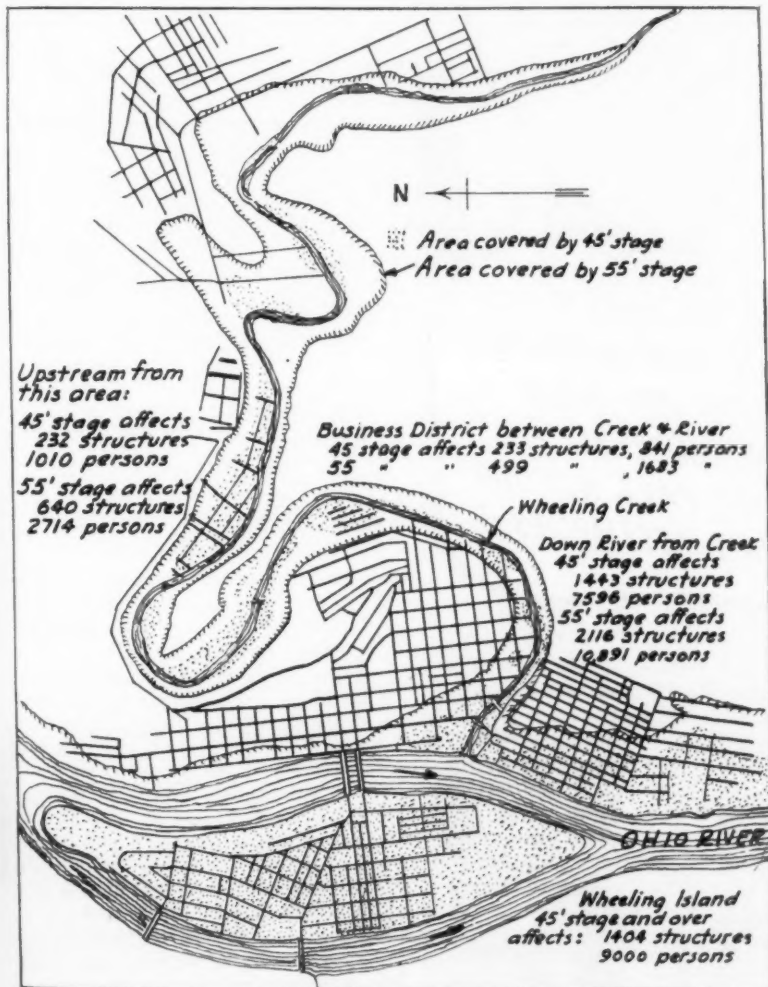 N
Area covered by 45' stage
Area covered by 55' stage
Upstream from
this area:
45' stage affects
232 structures
1010 persons
55' stage affects
640 structures
2714 persons
Business District between Creek & River
45 stage affects 233 structures, 841 persons
55 " " 499 " , 1683 "
Wheeling Creek
Down River from Creek
45' stage affects
1443 structures
7596 persons
55' stage affects
2116 structures
10,891 persons
OHIO RIVER
Wheeling Island
45' stage and over
affects: 1404 structures
9000 persons